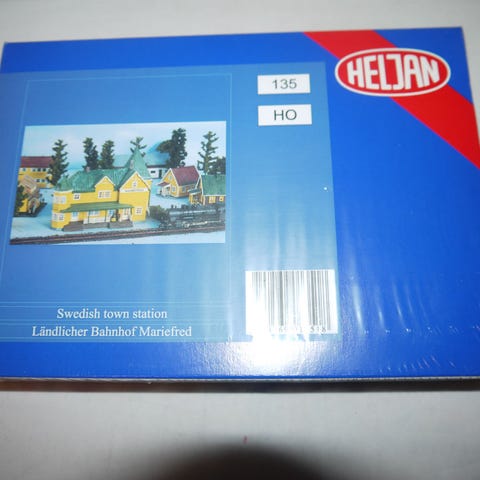 HELJAN
135
HO
Swedish town station
Ländlicher Bahnhof Mariefred